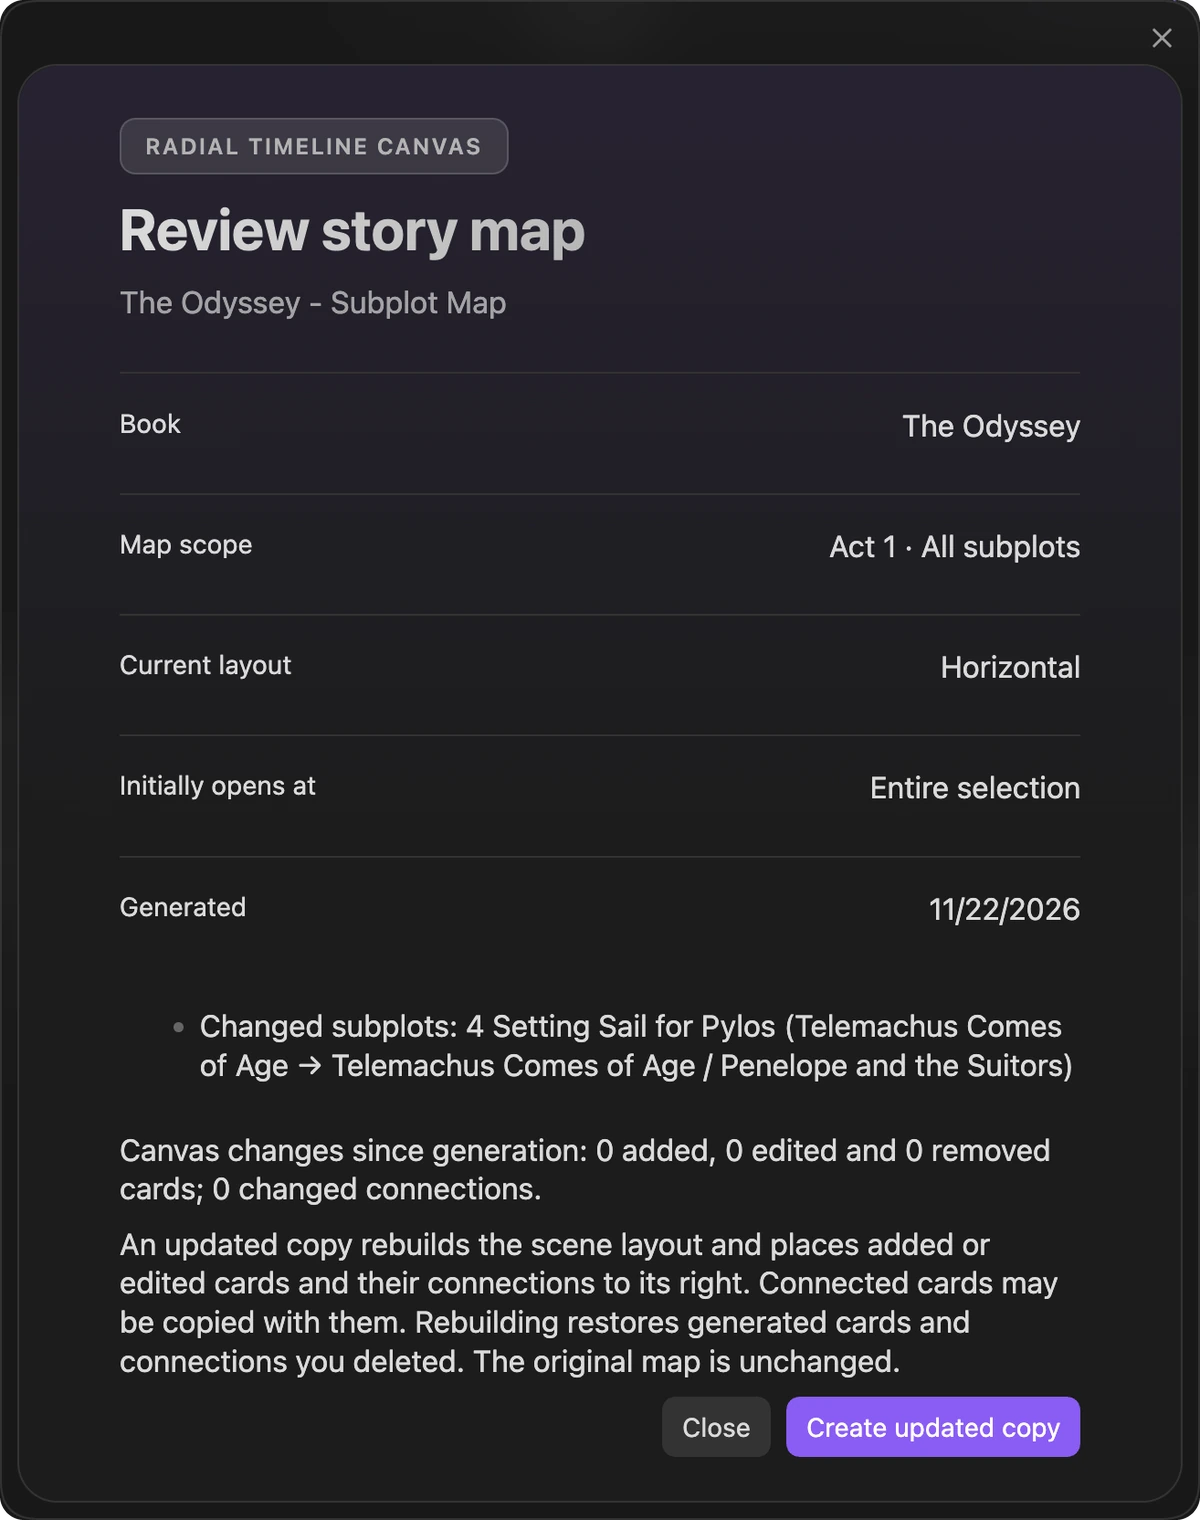 RADIAL TIMELINE CANVAS
Review story map
The Odyssey - Subplot Map
Book
The Odyssey
Map scope
Act 1 · All subplots
Current layout
Horizontal
Initially opens at
Entire selection
Generated
11/22/2026
• Changed subplots: 4 Setting Sail for Pylos (Telemachus Comes
of Age → Telemachus Comes of Age / Penelope and the Suitors)
Canvas changes since generation: 0 added, 0 edited and 0 removed
cards; 0 changed connections.
An updated copy rebuilds the scene layout and places added or
edited cards and their connections to its right. Connected cards may
be copied with them. Rebuilding restores generated cards and
connections you deleted. The original map is unchanged.
Close
Create updated copy